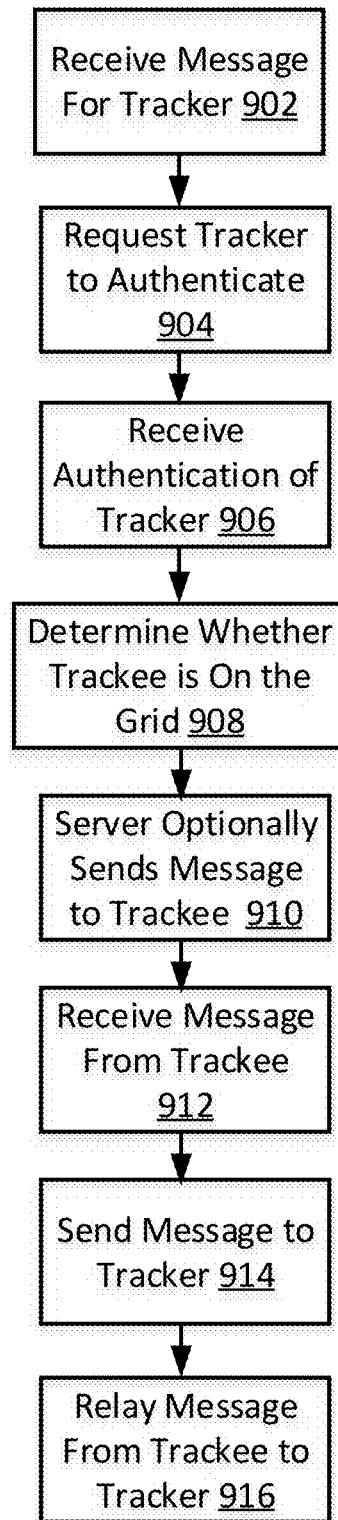 Receive Message
For Tracker 902
Request Tracker
to Authenticate
904
Receive
Authentication of
Tracker 906
Determine Whether
Trackee is On the
Grid 908
Server Optionally
Sends Message
to Trackee 910
Receive Message
From Trackee
912
Send Message to
Tracker 914
Relay Message
From Trackee to
Tracker 916